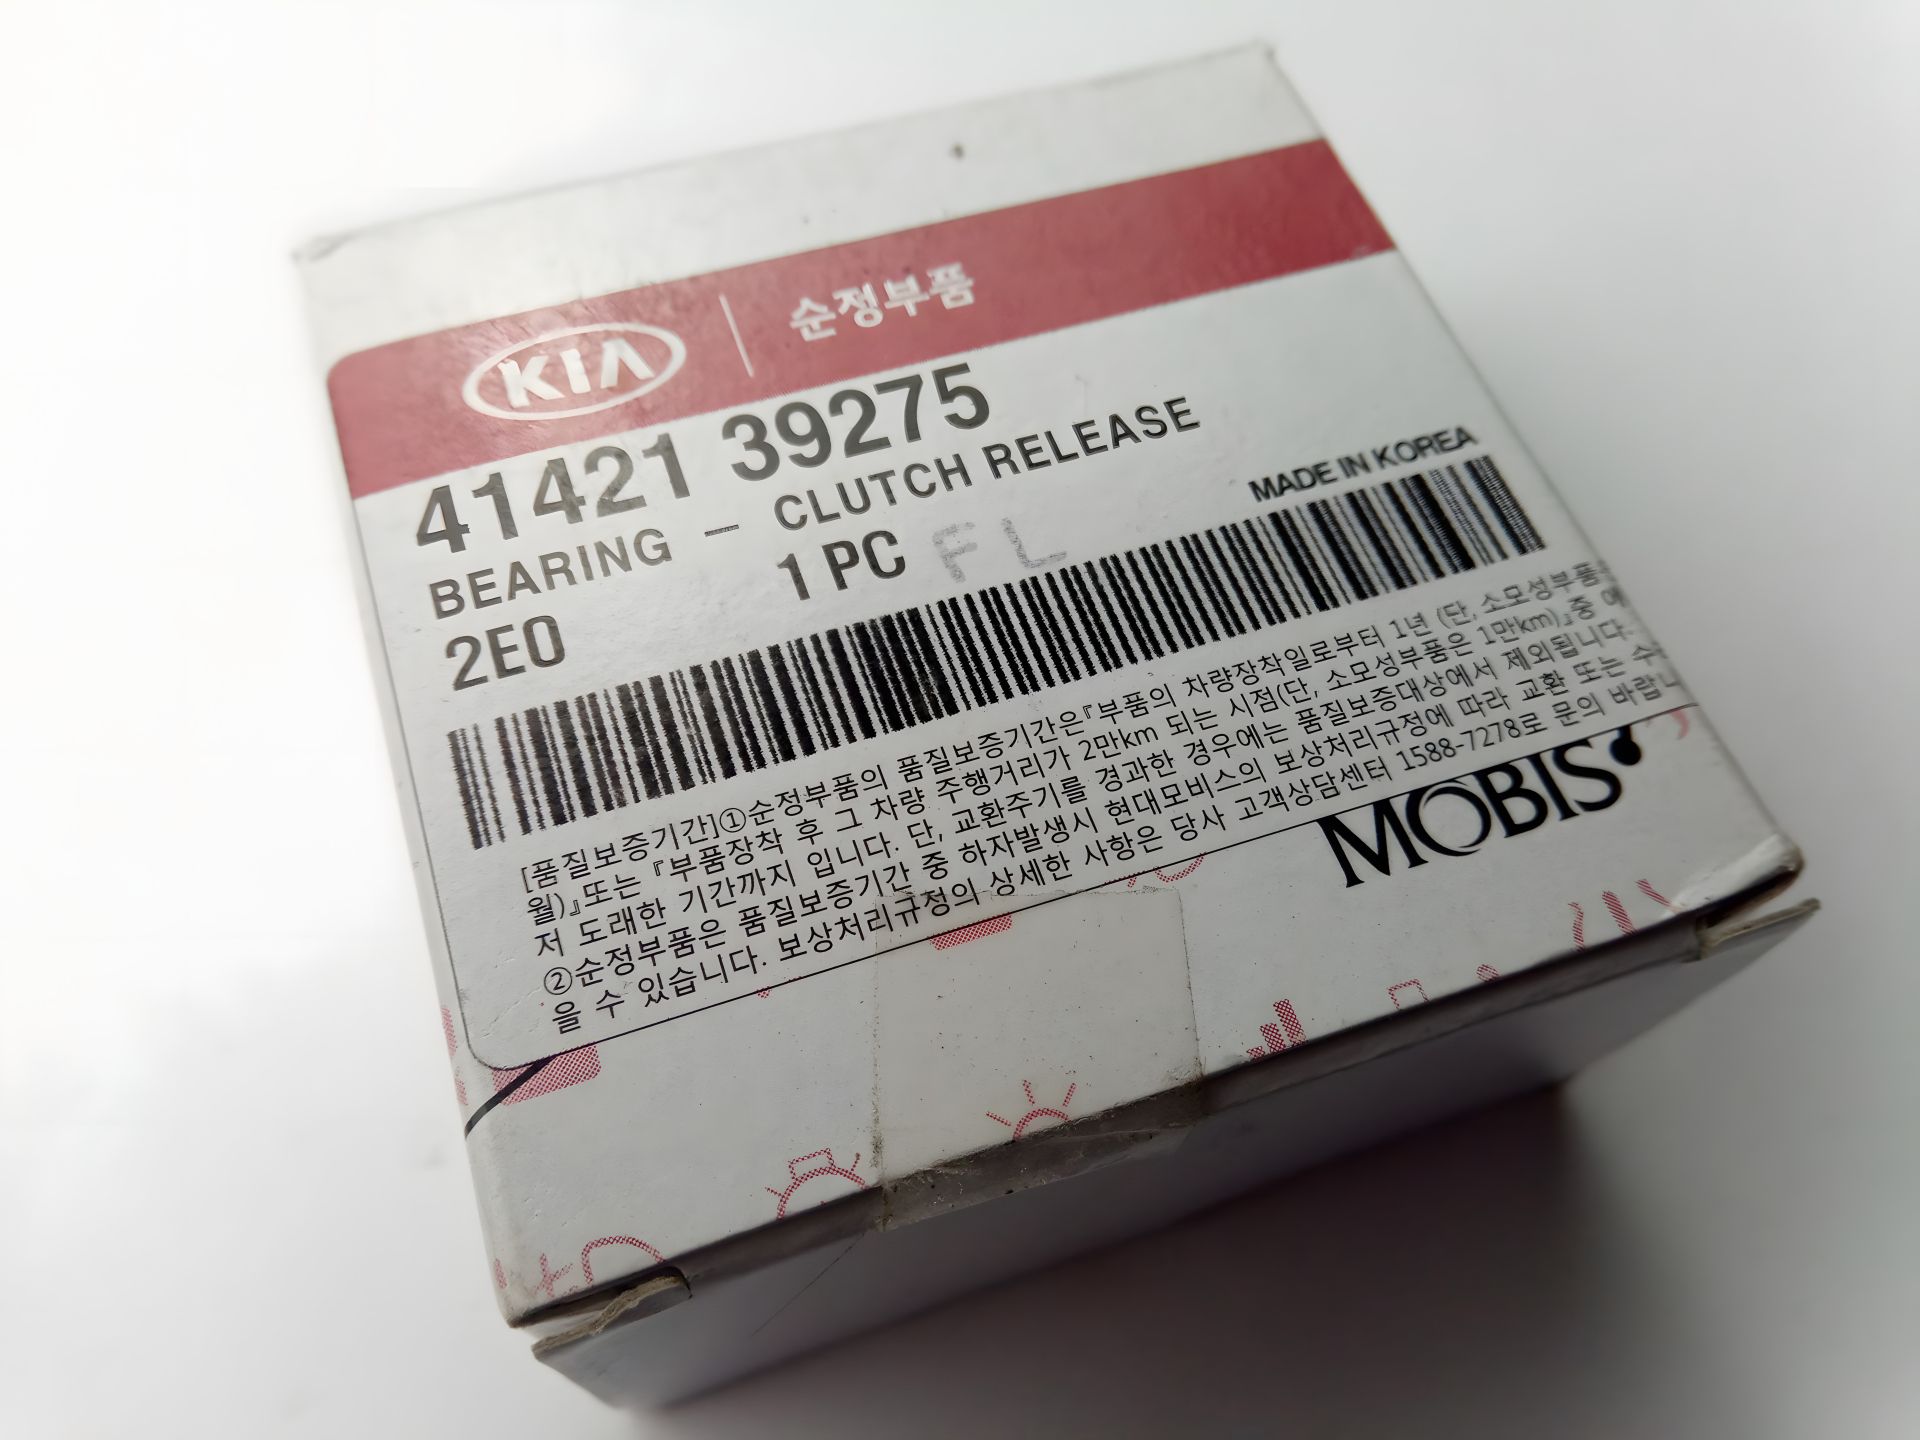 KIA 순정부품
41421 39275
BEARING - CLUTCH RELEASE
2E0 1 PC FL
MADE IN KOREA
[품질보증기간]①순정부품의 품질보증기간은『부품의 차량장착일로부터 1년 (단, 소모성부품
월)』또는 『부품장착 후 그 차량 주행거리가 2만km 되는 시점(단, 소모성부품은 1만km)』중
저 도래한 기간까지 입니다. 단, 교환주기를 경과한 경우에는 품질보증대상에서 제외됩니다.
②순정부품은 품질보증기간 중 하자발생시 현대모비스의 보상처리규정에 따라 교환 또는
을 수 있습니다. 보상처리규정의 상세한 사항은 당사 고객상담센터 1588-7278로 문의 바랍니
MOBIS